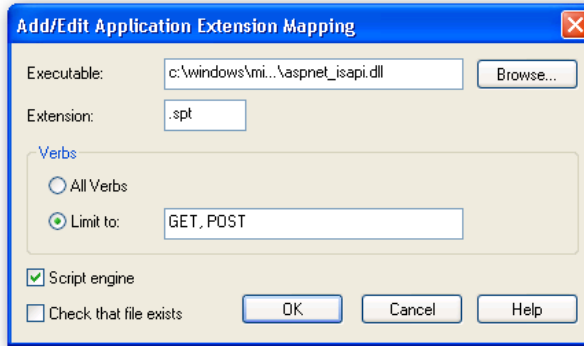 Add/Edit Application Extension Mapping
Executable: c:\windows\mi...\aspnet_isapi.dll Browse...
Extension: .spt
Verbs
All Verbs
Limit to: GET, POST
Script engine
Check that file exists OK Cancel Help